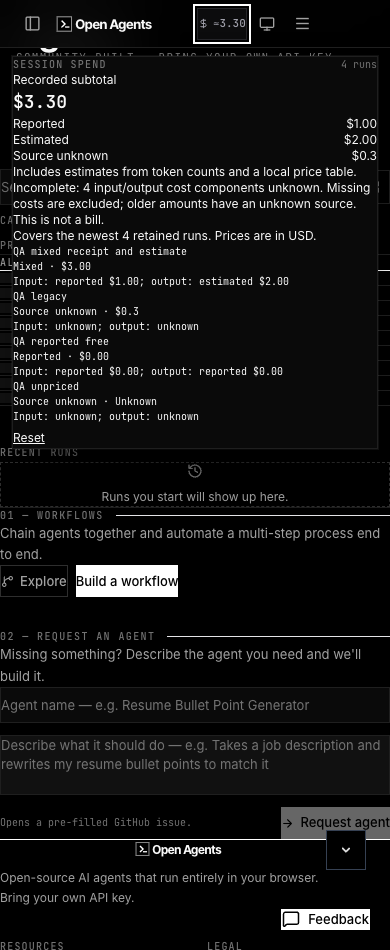 Open Agents
$ ≈3.30
COMMUNITY-BUILT — BRING YOUR OWN API KEY
SESSION SPEND
4 runs
Recorded subtotal
$3.30
Reported $1.00
Estimated $2.00
Source unknown $0.3
Includes estimates from token counts and a local price table.
Incomplete: 4 input/output cost components unknown. Missing
costs are excluded; older amounts have an unknown source.
This is not a bill.
Covers the newest 4 retained runs. Prices are in USD.
QA mixed receipt and estimate
Mixed · $3.00
Input: reported $1.00; output: estimated $2.00
QA legacy
Source unknown · $0.3
Input: unknown; output: unknown
QA reported free
Reported · $0.00
Input: reported $0.00; output: reported $0.00
QA unpriced
Source unknown · Unknown
Input: unknown; output: unknown
Reset
RECENT RUNS
Runs you start will show up here.
01 — WORKFLOWS
Chain agents together and automate a multi-step process end
to end.
Explore
Build a workflow
02 — REQUEST AN AGENT
Missing something? Describe the agent you need and we'll
build it.
Agent name — e.g. Resume Bullet Point Generator
Describe what it should do — e.g. Takes a job description and
rewrites my resume bullet points to match it
Opens a pre-filled GitHub issue.
Request agent
Open Agents
Open-source AI agents that run entirely in your browser.
Bring your own API key.
Feedback
RESOURCES
LEGAL